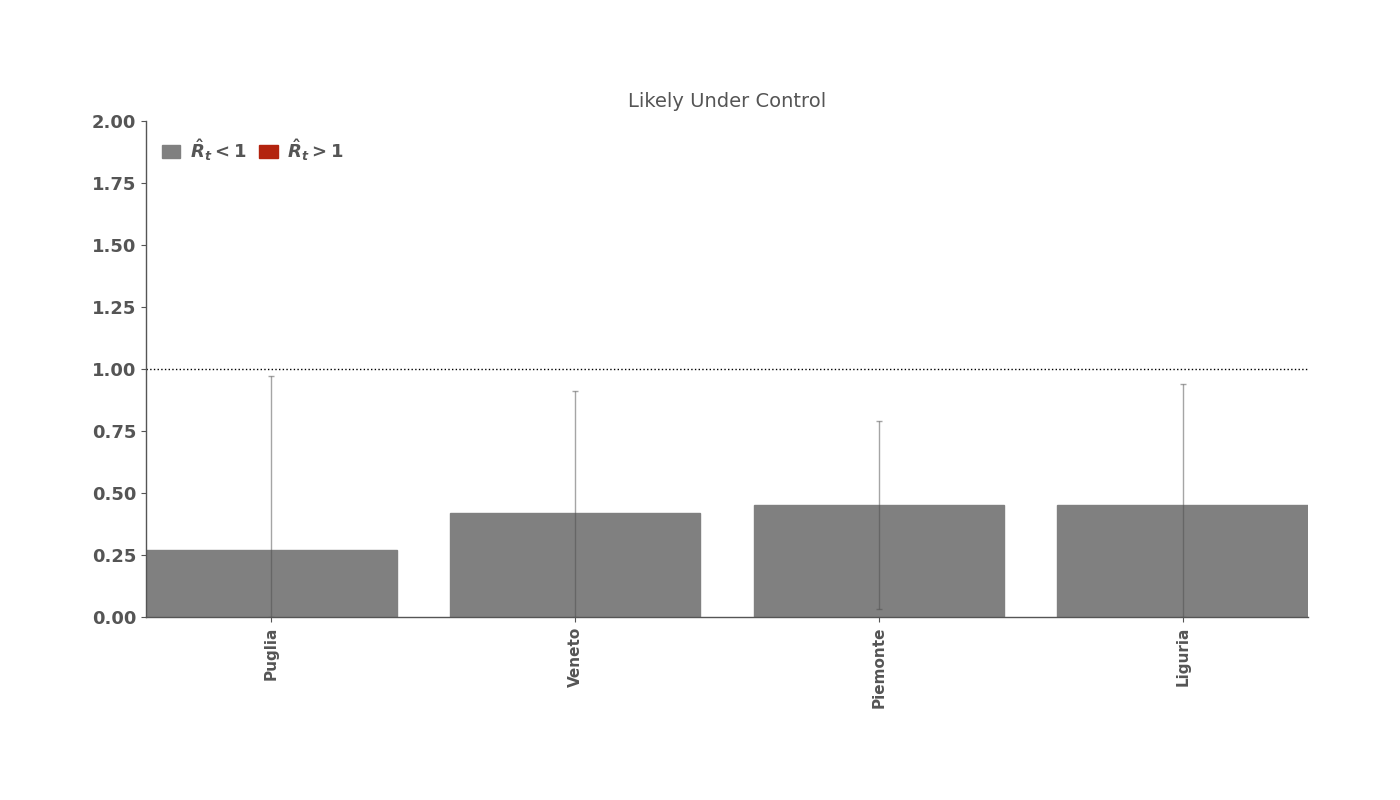 Likely Under Control
2.00
R̂t < 1 R̂t > 1
1.75
1.50
1.25
1.00
0.75
0.50
0.25
0.00
Puglia
Veneto
Piemonte
Liguria